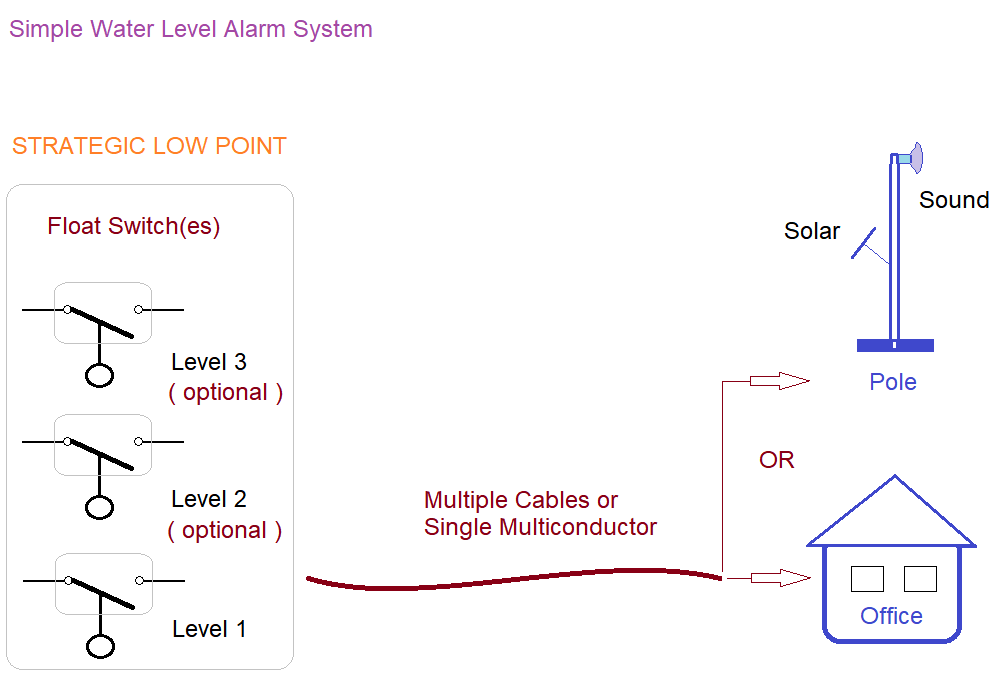 Simple Water Level Alarm System
STRATEGIC LOW POINT
Float Switch(es)
Level 3
( optional )
Level 2
( optional )
Level 1
Multiple Cables or
Single Multiconductor
Sound
Solar
Pole
OR
Office